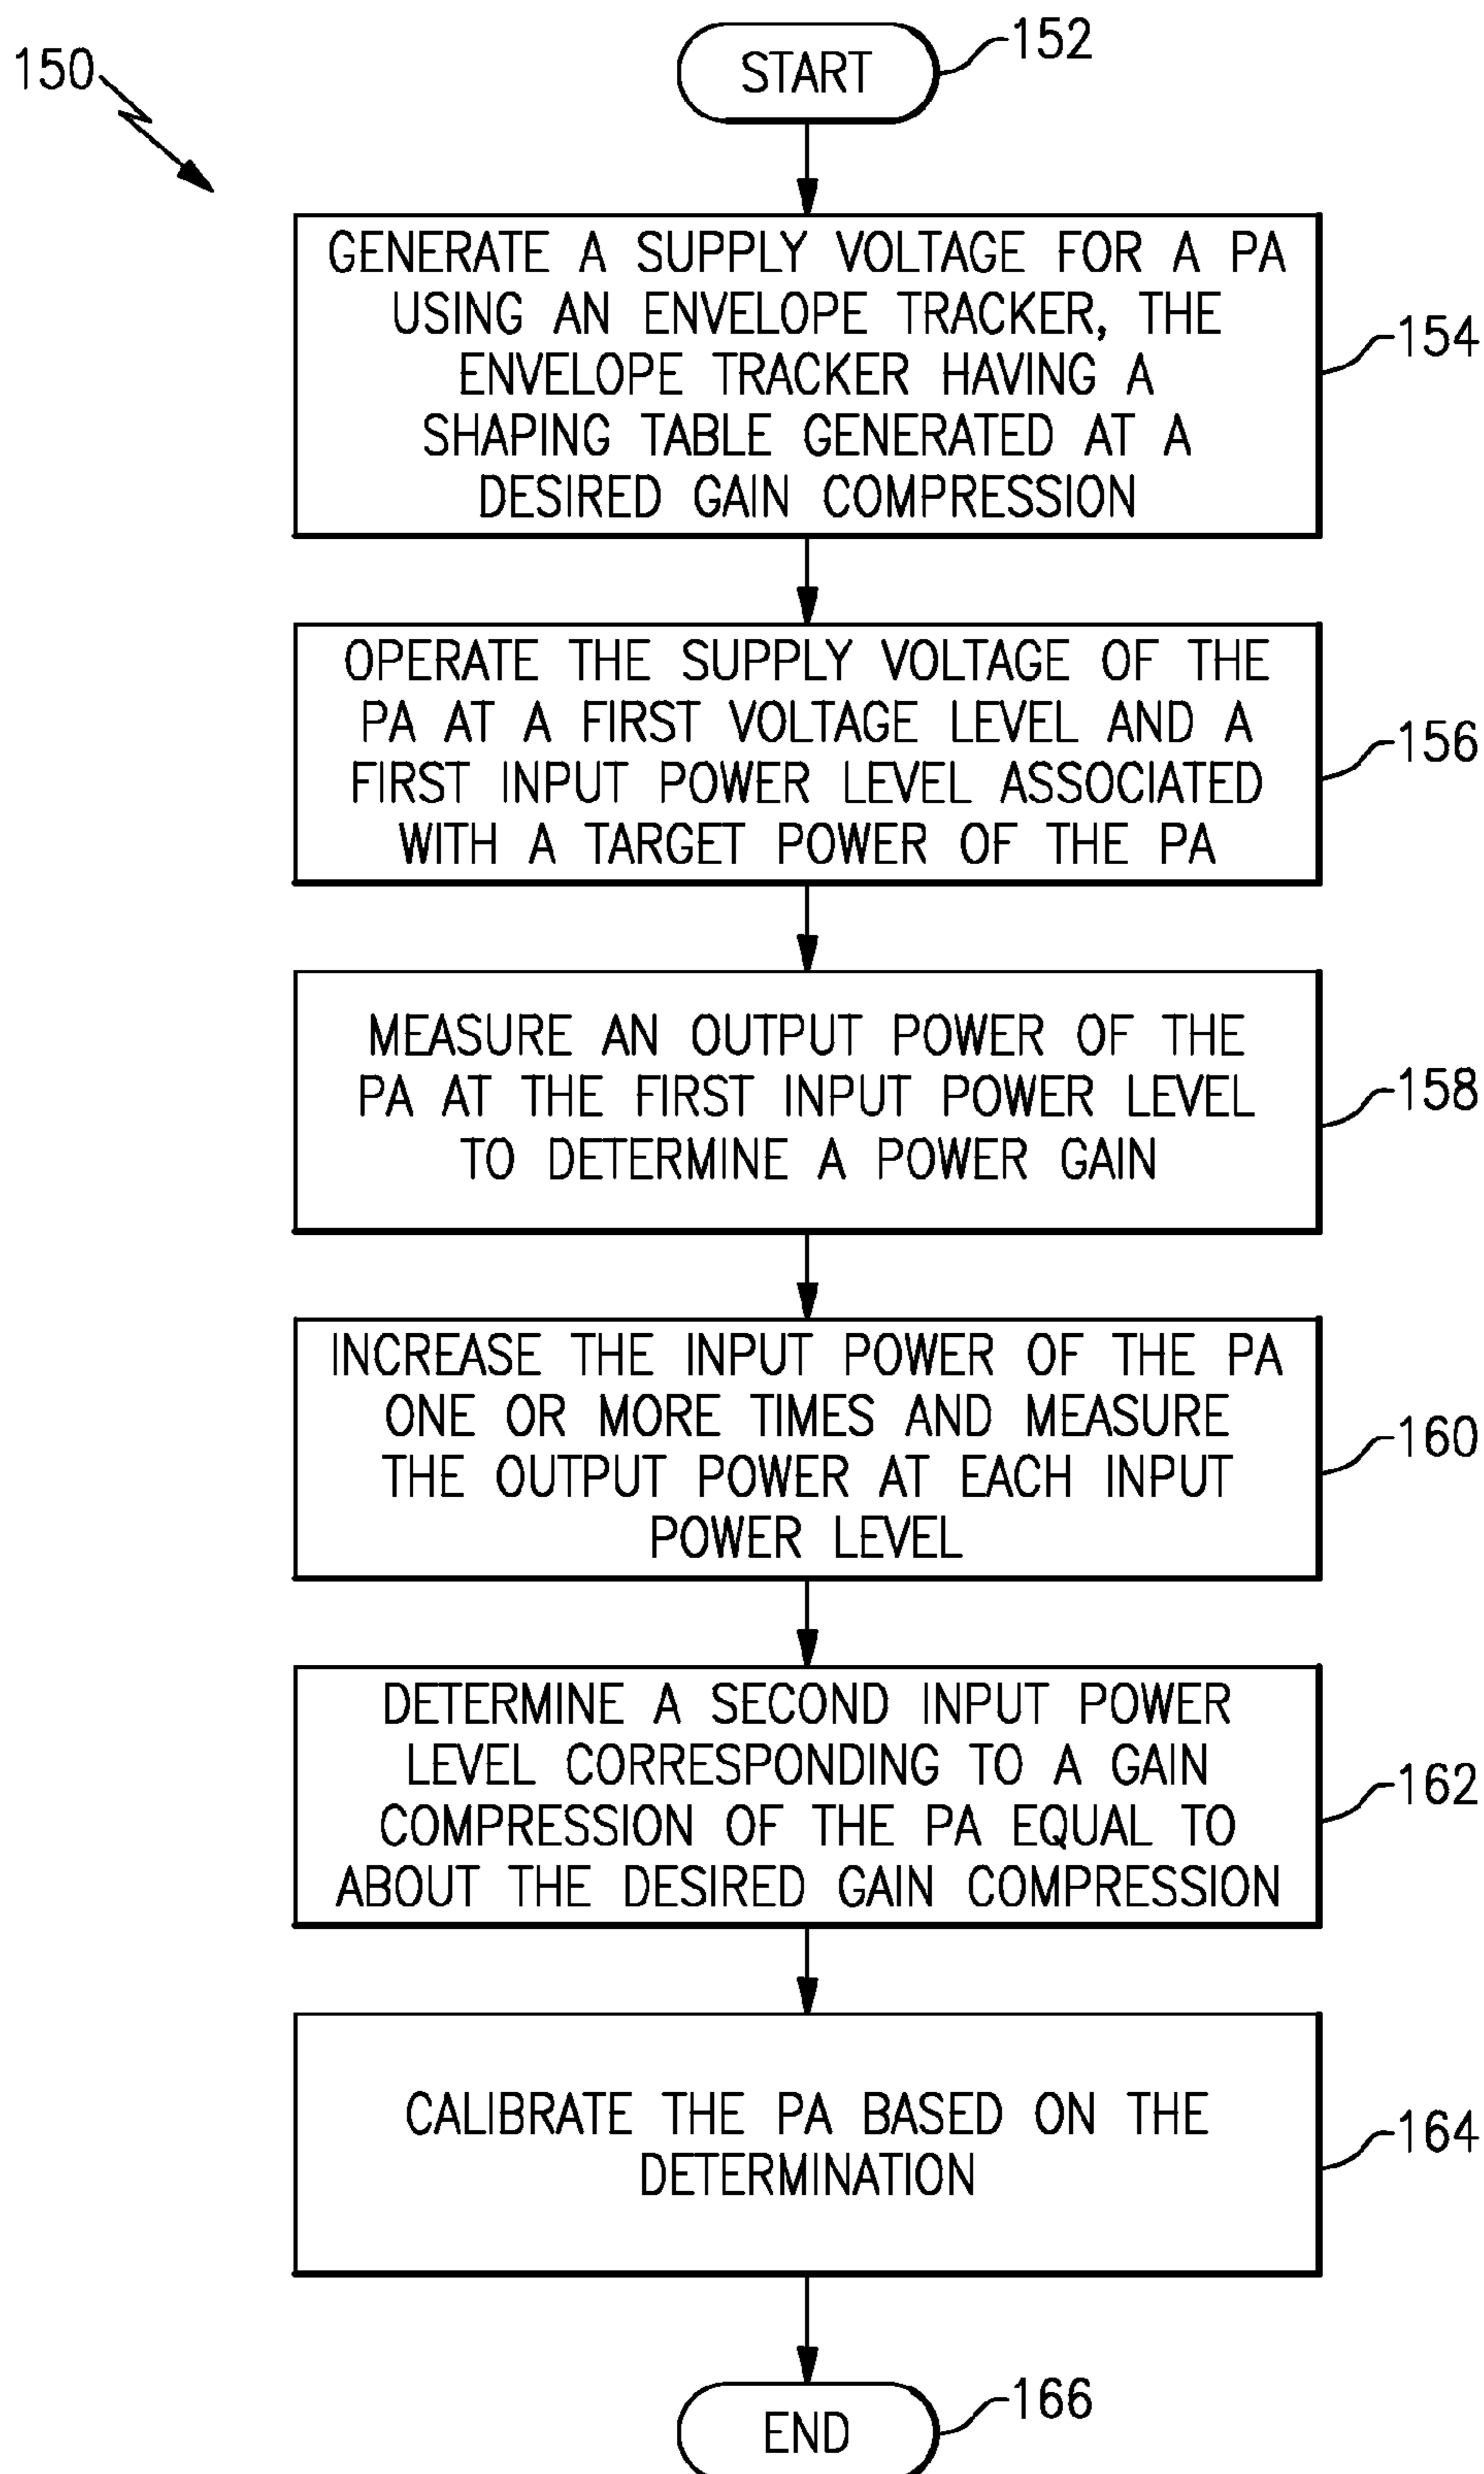 150
START
152
GENERATE A SUPPLY VOLTAGE FOR A PA
USING AN ENVELOPE TRACKER, THE
ENVELOPE TRACKER HAVING A
SHAPING TABLE GENERATED AT A
DESIRED GAIN COMPRESSION
154
OPERATE THE SUPPLY VOLTAGE OF THE
PA AT A FIRST VOLTAGE LEVEL AND A
FIRST INPUT POWER LEVEL ASSOCIATED
WITH A TARGET POWER OF THE PA
156
MEASURE AN OUTPUT POWER OF THE
PA AT THE FIRST INPUT POWER LEVEL
TO DETERMINE A POWER GAIN
158
INCREASE THE INPUT POWER OF THE PA
ONE OR MORE TIMES AND MEASURE
THE OUTPUT POWER AT EACH INPUT
POWER LEVEL
160
DETERMINE A SECOND INPUT POWER
LEVEL CORRESPONDING TO A GAIN
COMPRESSION OF THE PA EQUAL TO
ABOUT THE DESIRED GAIN COMPRESSION
162
CALIBRATE THE PA BASED ON THE
DETERMINATION
164
END
166